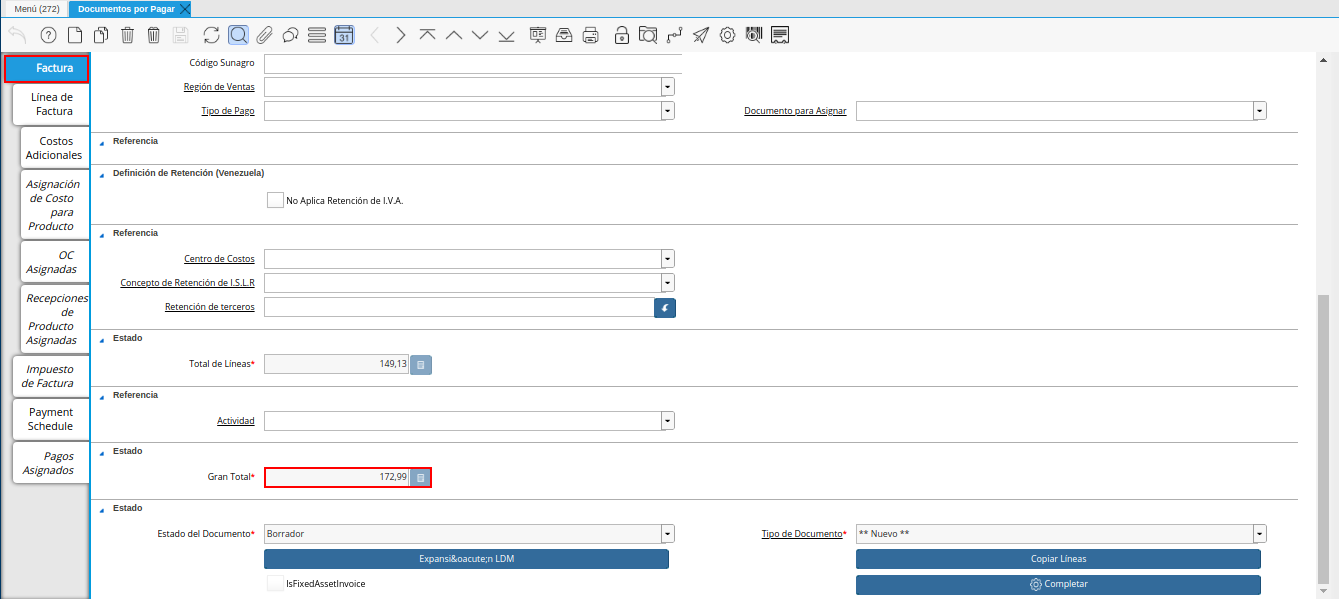 Menú (272)
Documentos por Pagar
31
Factura
Línea de
Factura
Costos
Adicionales
Asignación
de Costo
para
Producto
OC
Asignadas
Recepciones
de
Producto
Asignadas
Impuesto
de Factura
Payment
Schedule
Pagos
Asignados
Código Sunagro
Región de Ventas
Tipo de Pago
Documento para Asignar
Referencia
Definición de Retención (Venezuela)
No Aplica Retención de I.V.A.
Referencia
Centro de Costos
Concepto de Retención de I.S.L.R
Retención de terceros
Estado
Total de Líneas* 149,13
Referencia
Actividad
Estado
Gran Total* 172,99
Estado
Estado del Documento* Borrador
Tipo de Documento* ** Nuevo **
Expansi&oacute;n LDM
Copiar Líneas
IsFixedAssetInvoice
Completar